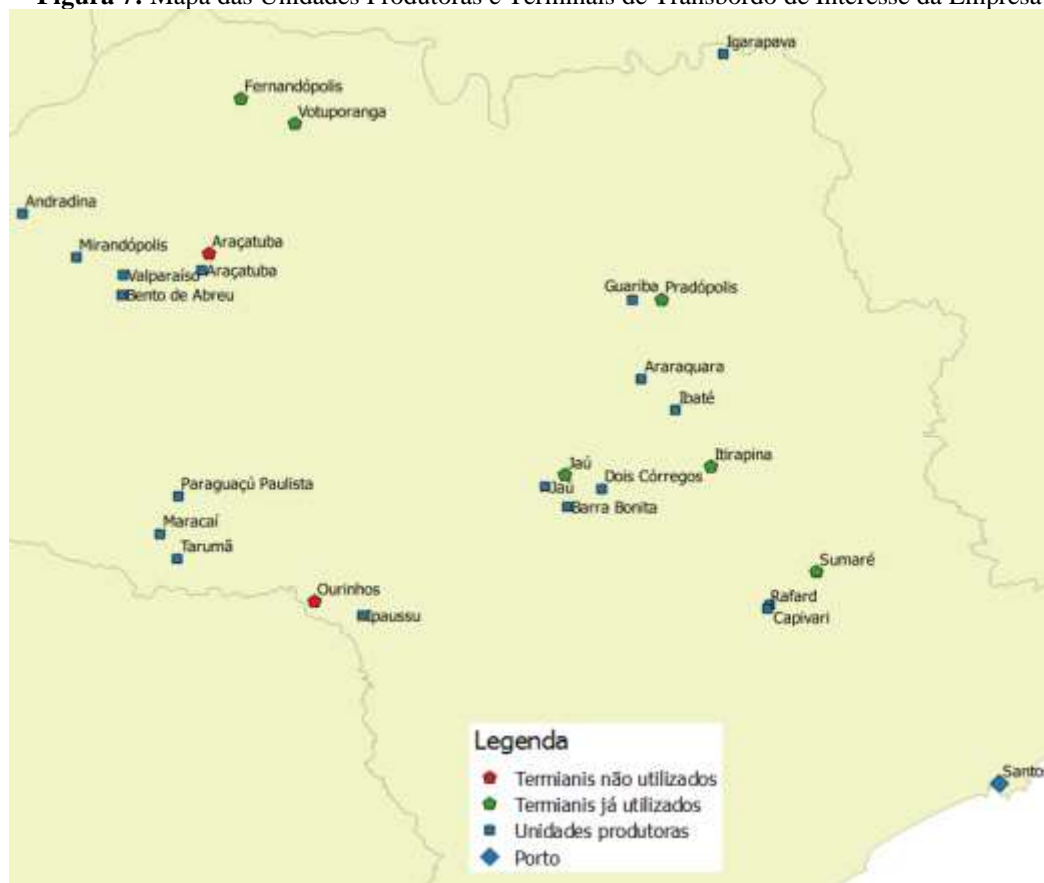 Figura 7: Mapa das Unidades Produtoras e Terminais de Transbordo de Interesse da Empresa
Igarapava
Fernandópolis
Votuporanga
Andradina
Mirandópolis
Araçatuba
Valparaíso
Araçatuba
Bento de Abreu
Guariba
Pradópolis
Araraquara
Ibaté
Itirapina
Jaú
Jaú
Dois Córregos
Barra Bonita
Paraguaçú Paulista
Maracaí
Tarumã
Sumaré
Ourinhos
Ipaussu
Rafard
Capivari
Legenda
Termianis não utilizados
Termianis já utilizados
Unidades produtoras
Porto
Santo